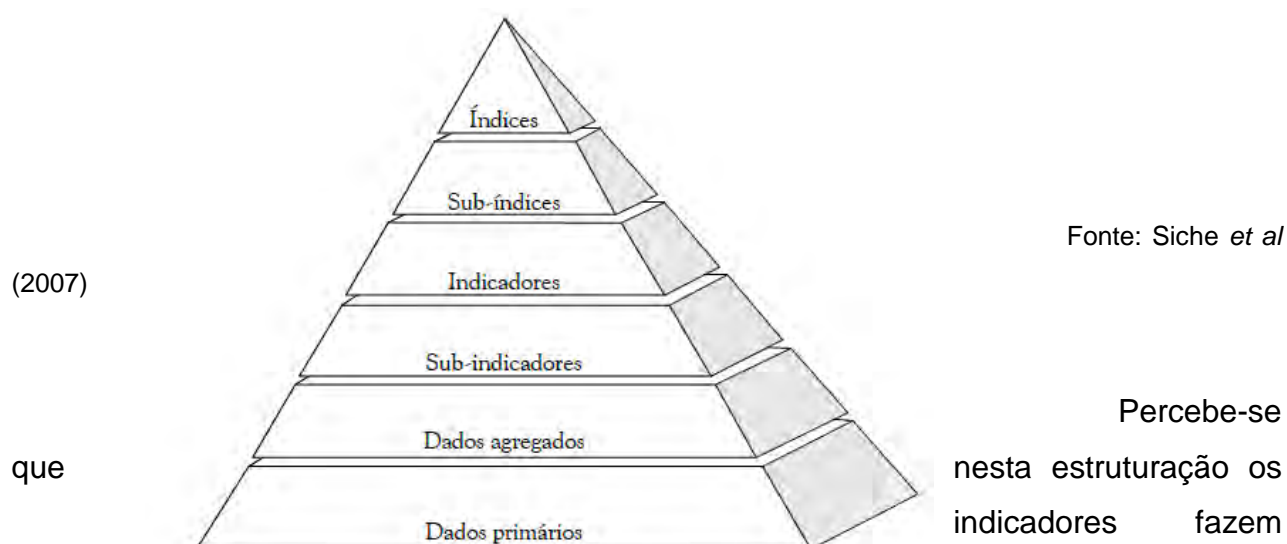 Índices
Sub-índices
Fonte: Siche et al
(2007)
Indicadores
Sub-indicadores
Percebe-se
Dados agregados
que nesta estruturação os
Dados primários
indicadores fazem